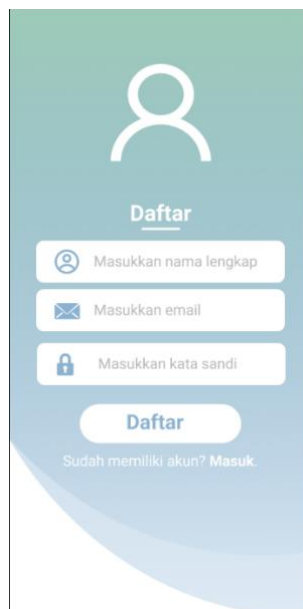 Daftar
Masukkan nama lengkap
Masukkan email
Masukkan kata sandi
Daftar
Sudah memiliki akun? Masuk.